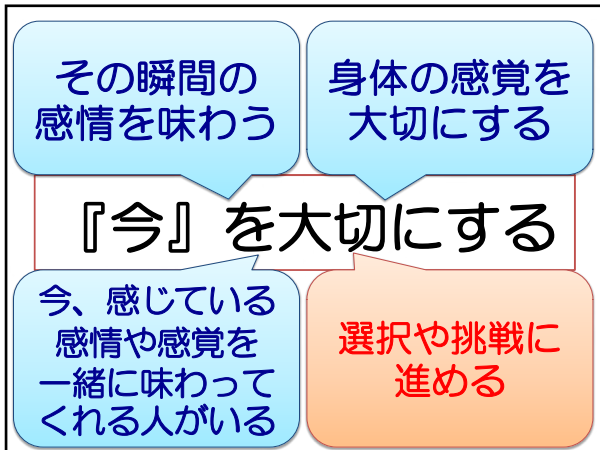 その瞬間の
感情を味わう
身体の感覚を
大切にする
『今』を大切にする
今、感じている
感情や感覚を
一緒に味わって
くれる人がいる
選択や挑戦に
進める